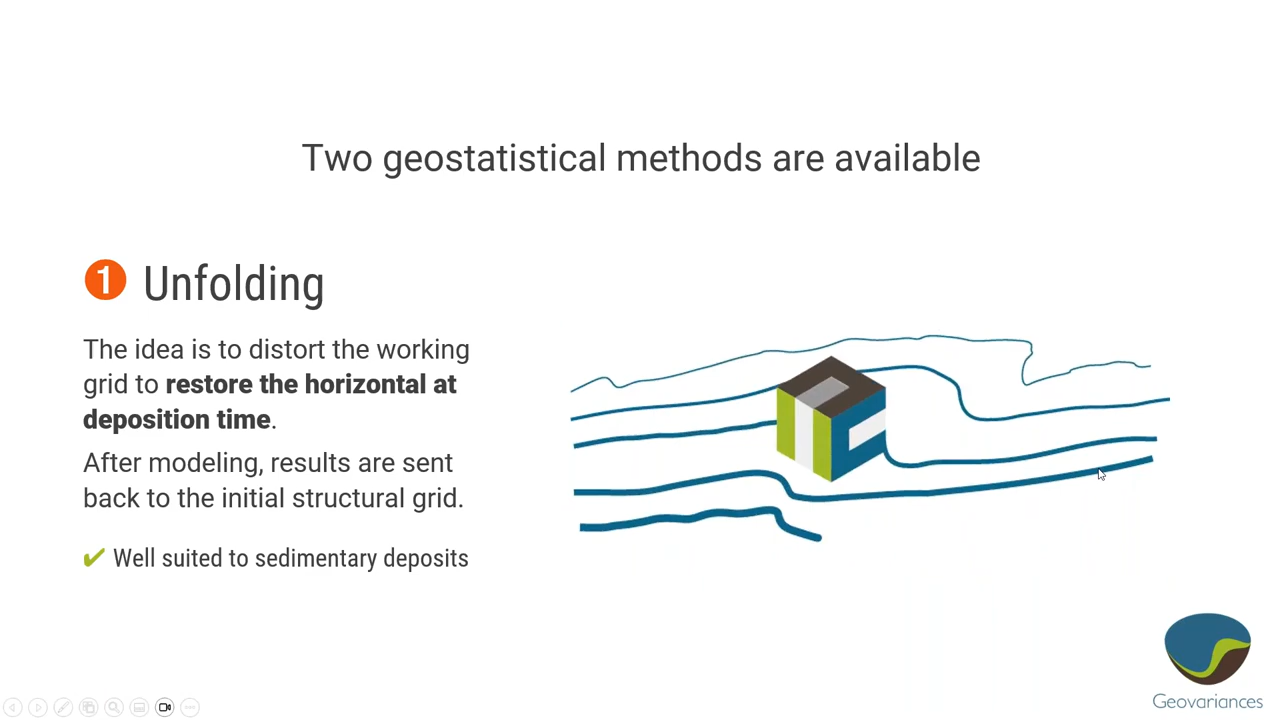 Two geostatistical methods are available
1 Unfolding
The idea is to distort the working
grid to restore the horizontal at
deposition time.
After modeling, results are sent
back to the initial structural grid.
✔ Well suited to sedimentary deposits
Geovariances